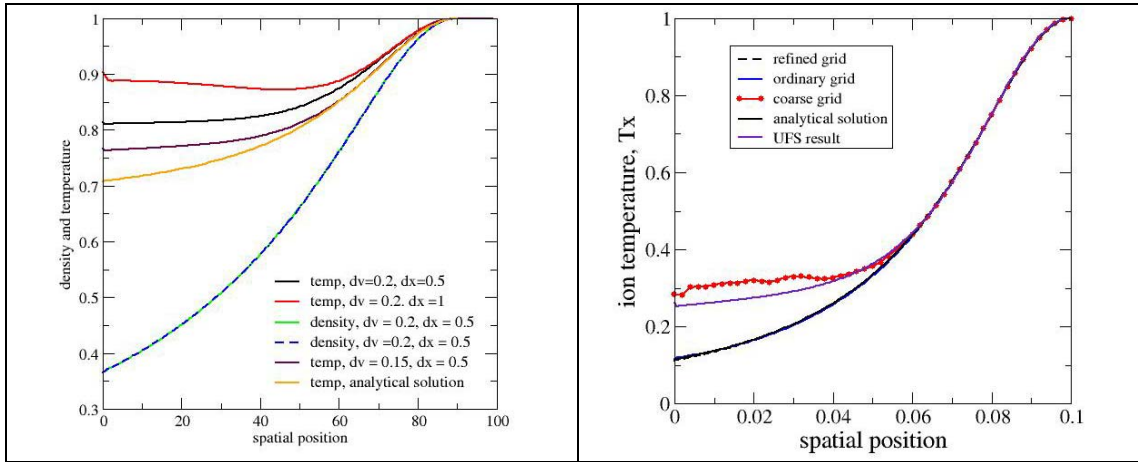 1
0.9
0.8
0.7
0.6
0.5
0.4
0.3
density and temperature
temp, dv=0.2, dx=0.5
temp, dv = 0.2. dx =1
density, dv = 0.2, dx = 0.5
density, dv =0.2, dx = 0.5
temp, dv = 0.15, dx = 0.5
temp, analytical solution
0 20 40 60 80 100
spatial position
1
0.8
0.6
0.4
0.2
0
ion temperature, Tx
refined grid
ordinary grid
coarse grid
analytical solution
UFS result
0 0.02 0.04 0.06 0.08 0.1
spatial position